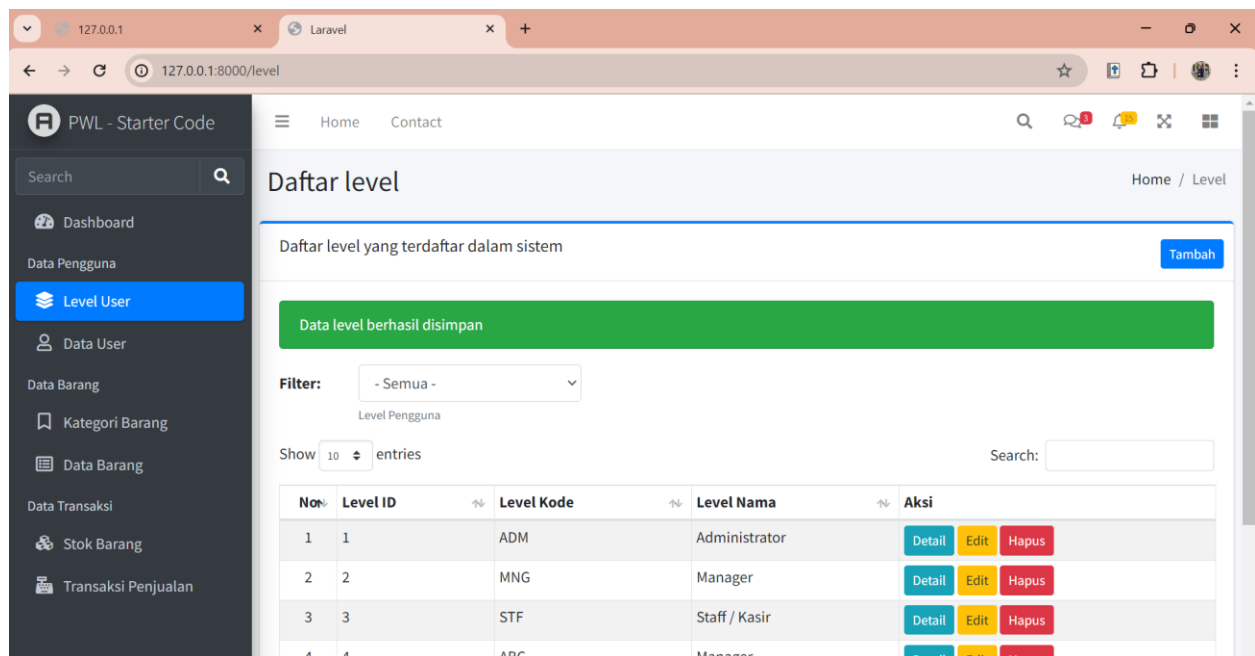 127.0.0.1
Laravel
127.0.0.1:8000/level
PWL - Starter Code
Home Contact
3
15
Search
Daftar level
Home / Level
Dashboard
Data Pengguna
Level User
Data User
Data Barang
Kategori Barang
Data Barang
Data Transaksi
Stok Barang
Transaksi Penjualan
Daftar level yang terdaftar dalam sistem
Tambah
Data level berhasil disimpan
Filter: - Semua -
Level Pengguna
Show 10 entries
Search:
No Level ID Level Kode Level Nama Aksi
1 1 ADM Administrator Detail Edit Hapus
2 2 MNG Manager Detail Edit Hapus
3 3 STF Staff / Kasir Detail Edit Hapus
4 4 ABC Manager